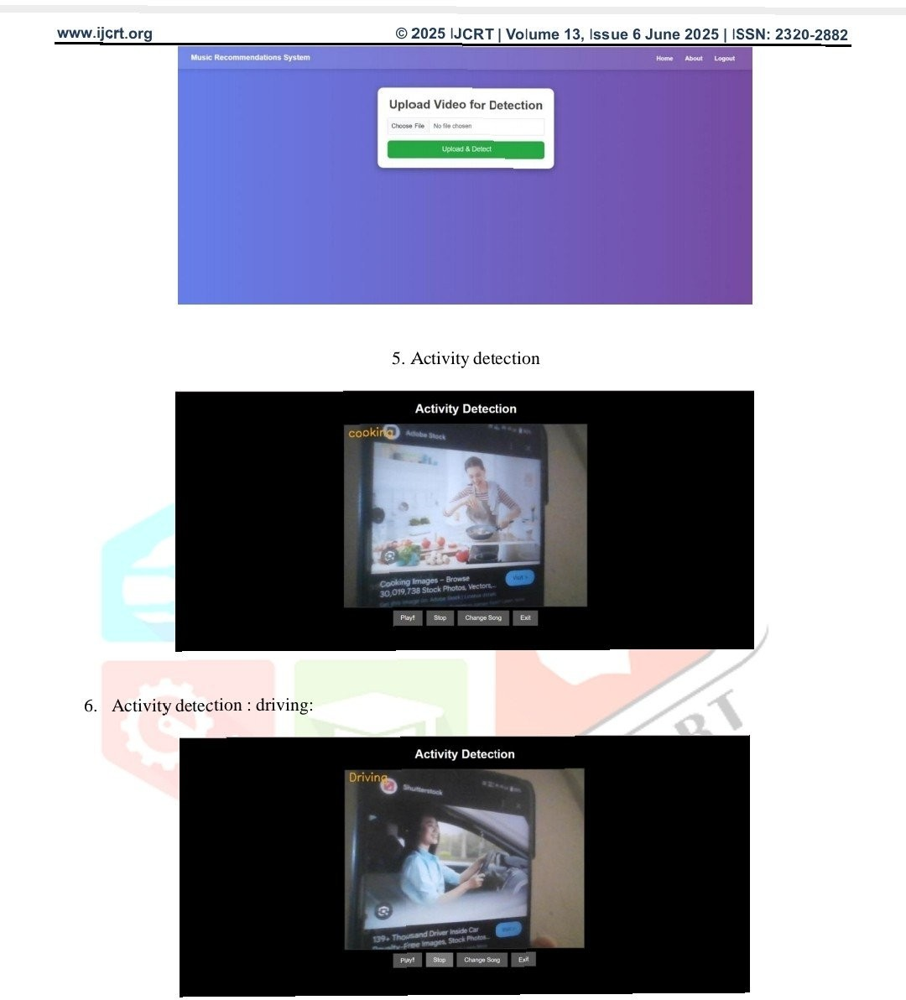 www.ijcrt.org
© 2025 IJCRT | Volume 13, Issue 6 June 2025 | ISSN: 2320-2882
Music Recommendations System
Home About Logout
Upload Video for Detection
Choose File No file chosen
Upload & Detect
5. Activity detection
Activity Detection
cooking
Adobe Stock
Cooking Images – Browse
30,019,738 Stock Photos, Vectors,...
Visit >
Play!! Stop Change Song Exit
6. Activity detection : driving:
RT
Activity Detection
Driving
Shutterstock
139+ Thousand Driver Inside Car
Royalty-Free Images, Stock Photos...
Play!! Stop Change Song Exit